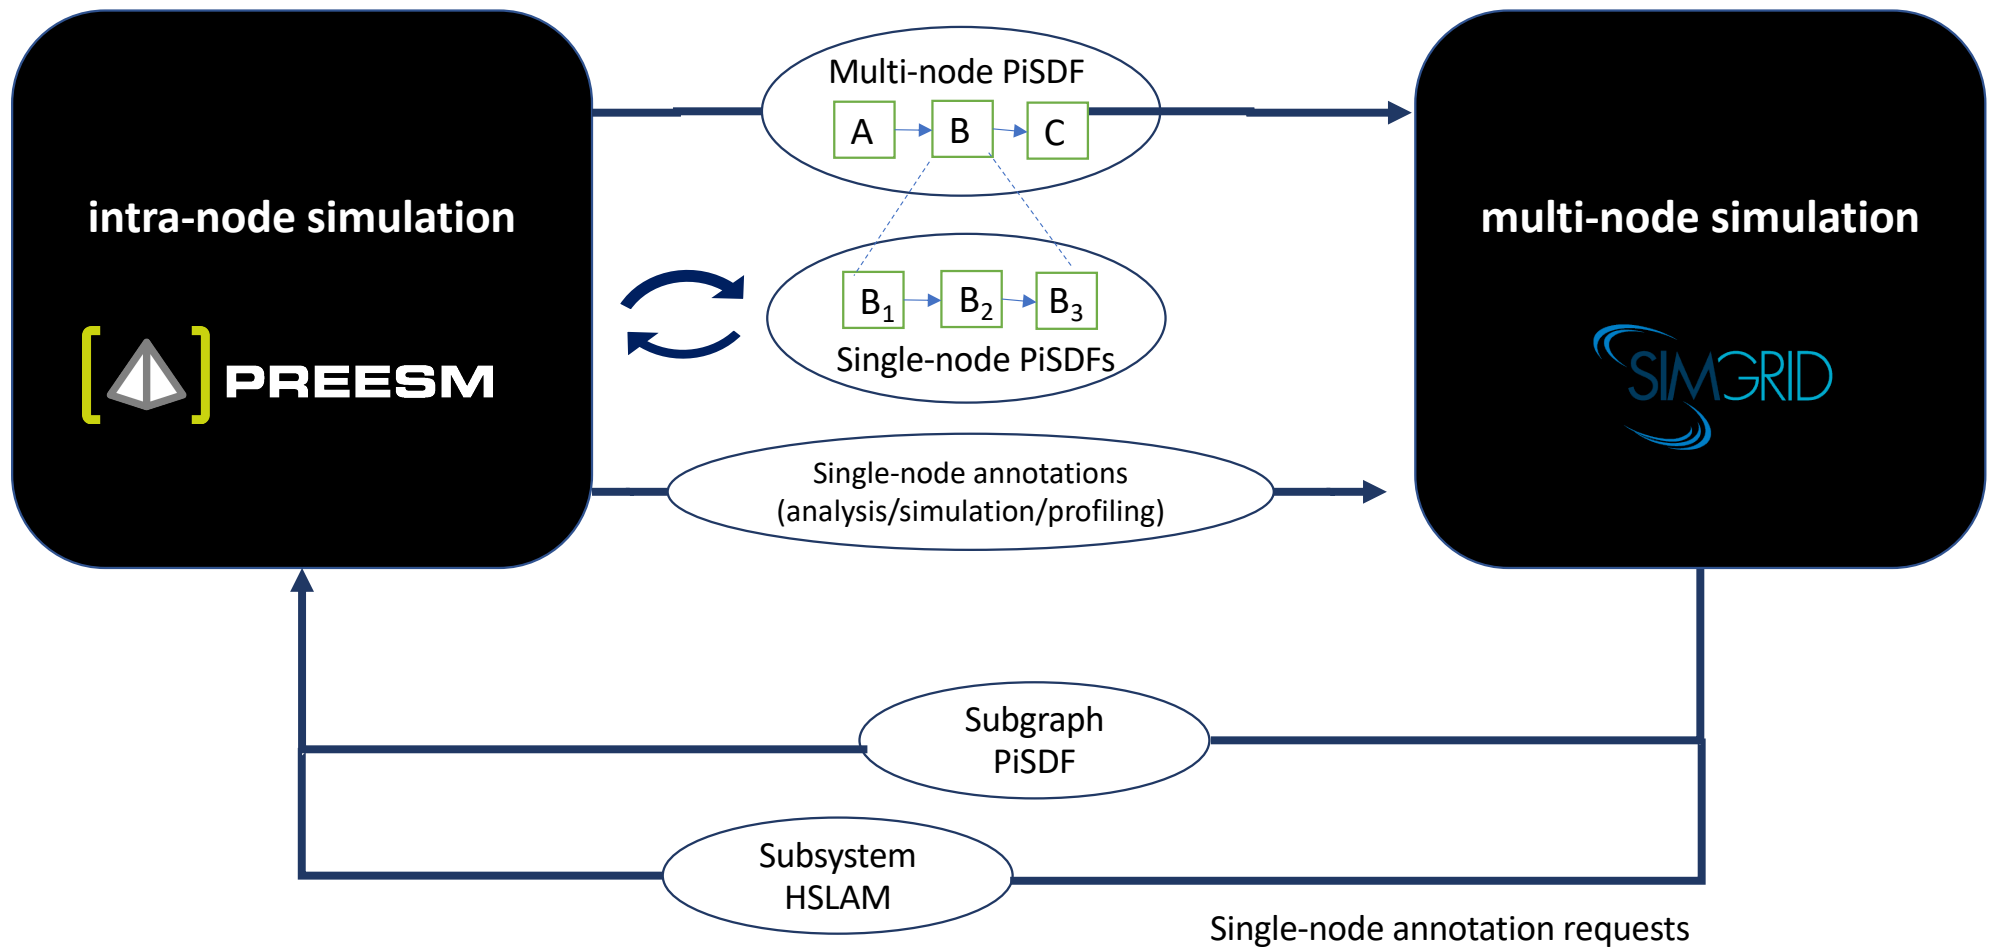 Multi-node PiSDF
A
B
C
intra-node simulation
multi-node simulation
B1
B2
B3
Single-node PiSDFs
PREESM
SIMGRID
Single-node annotations
(analysis/simulation/profiling)
Subgraph
PiSDF
Subsystem
HSLAM
Single-node annotation requests